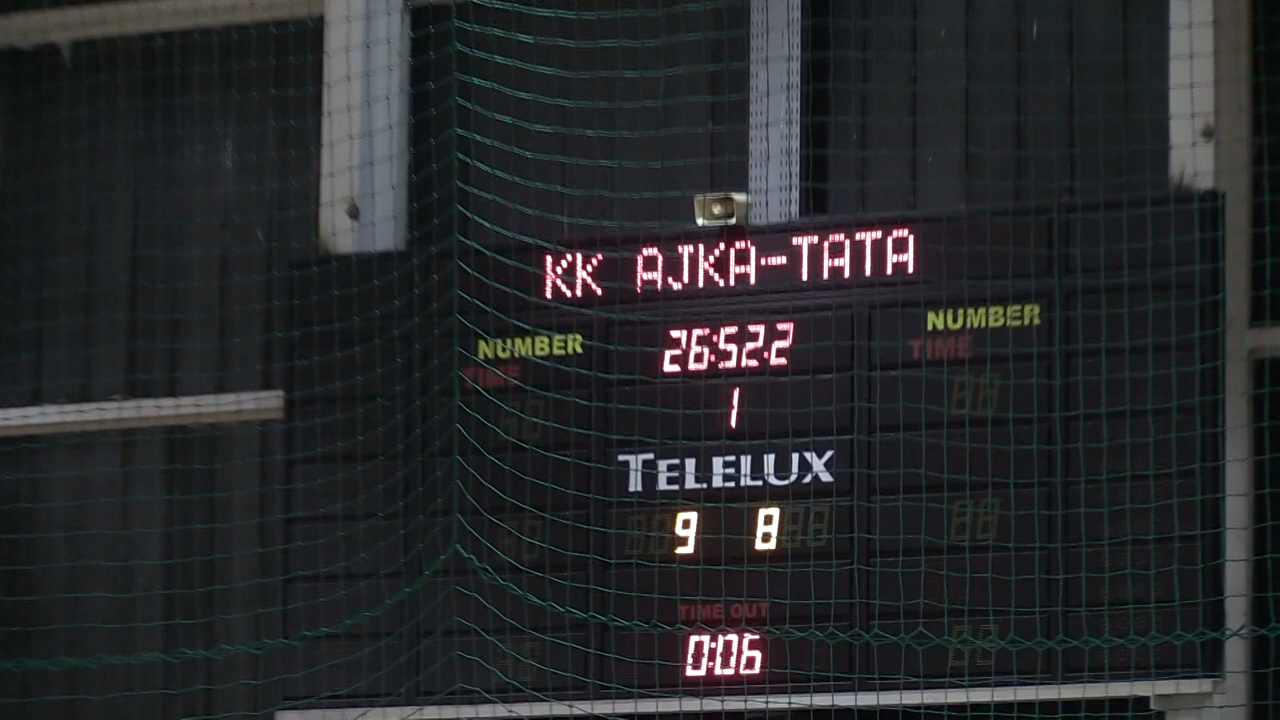 KK AJKA-TATA
NUMBER 26:52.2 NUMBER
TIME TIME
1
TELELUX
9 8
TIME OUT
0:06